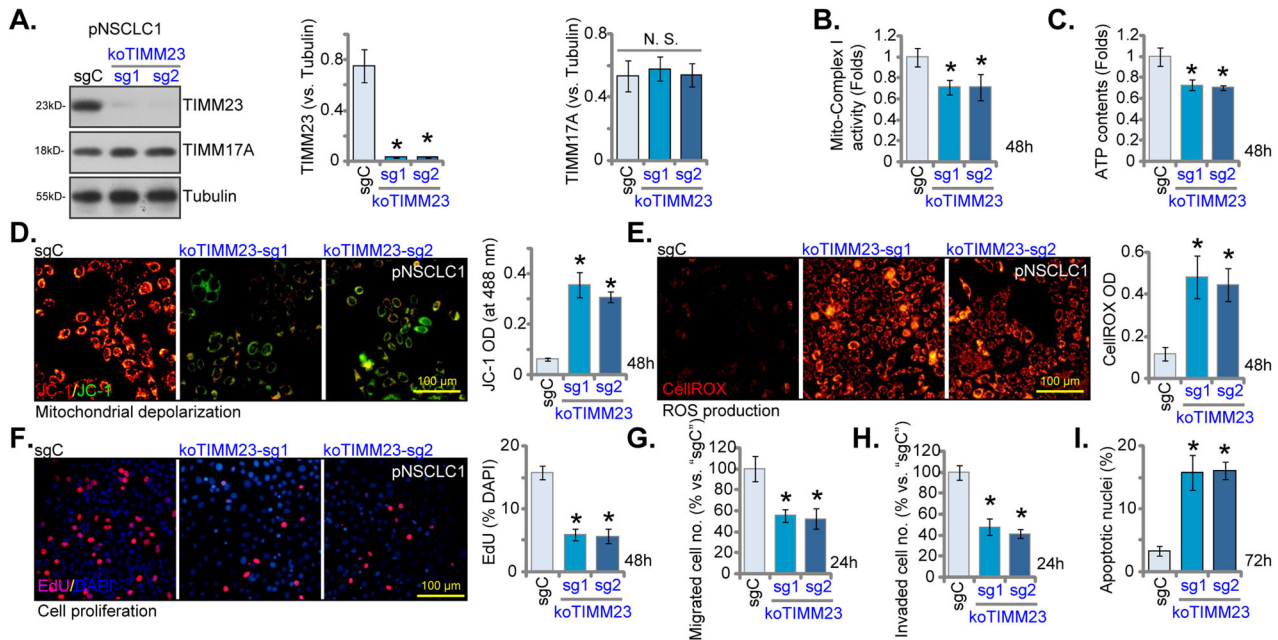 A.
pNSCLC1
koTIMM23
sgC sg1 sg2
23kD- TIMM23
18kD- TIMM17A
55kD- Tubulin
TIMM23 (vs. Tubulin)
0.8
0.4
0
* *
sgC sg1 sg2
koTIMM23
TIMM17A (vs. Tubulin)
N. S.
0.6
0.4
0.2
0
sgC sg1 sg2
koTIMM23
B.
Mito-Complex I
activity (Folds)
1.2
1
0.8
0.6
0.4
0.2
0
* *
48h
sgC sg1 sg2
koTIMM23
C.
ATP contents (Folds)
1.2
1
0.8
0.6
0.4
0.2
0
* *
48h
sgC sg1 sg2
koTIMM23
D.
sgC koTIMM23-sg1 koTIMM23-sg2
pNSCLC1
JC-1/JC-1
100 µm
Mitochondrial depolarization
JC-1 OD (at 488 nm)
0.4
0.2
0
* *
48h
sgC sg1 sg2
koTIMM23
E.
sgC koTIMM23-sg1 koTIMM23-sg2
pNSCLC1
CellROX
100 µm
ROS production
CellROX OD
0.6
0.4
0.2
0
* *
48h
sgC sg1 sg2
koTIMM23
F.
sgC koTIMM23-sg1 koTIMM23-sg2
pNSCLC1
EdU/DAPI
100 µm
Cell proliferation
EdU (% DAPI)
20
15
10
5
0
* *
48h
sgC sg1 sg2
koTIMM23
G.
Migrated cell no. (% vs. “sgC”)
120
100
80
60
40
20
0
* *
24h
sgC sg1 sg2
koTIMM23
H.
Invaded cell no. (% vs. “sgC”)
120
100
80
60
40
20
0
* *
24h
sgC sg1 sg2
koTIMM23
I.
Apoptotic nuclei (%)
20
15
10
5
0
* *
72h
sgC sg1 sg2
koTIMM23